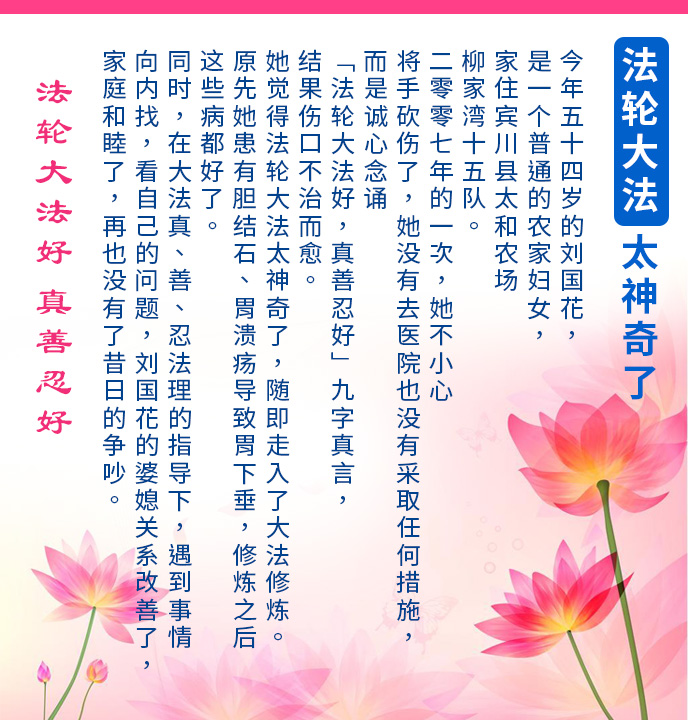 法轮大法太神奇了
今年五十四岁的刘国花，
是一个普通的农家妇女，
家住宾川县太和农场
柳家湾十五队。
二零零七年的一次，她不小心
将手砍伤了，她没有去医院也没有采取任何措施，
而是诚心念诵
「法轮大法好，真善忍好」九字真言，
结果伤口不治而愈。
她觉得法轮大法太神奇了，随即走入了大法修炼。
原先她患有胆结石、胃溃疡导致胃下垂，修炼之后
这些病都好了。
同时，在大法真、善、忍法理的指导下，遇到事情
向内找，看自己的问题，刘国花的婆媳关系改善了，
家庭和睦了，再也没有了昔日的争吵。
法轮大法好 真善忍好